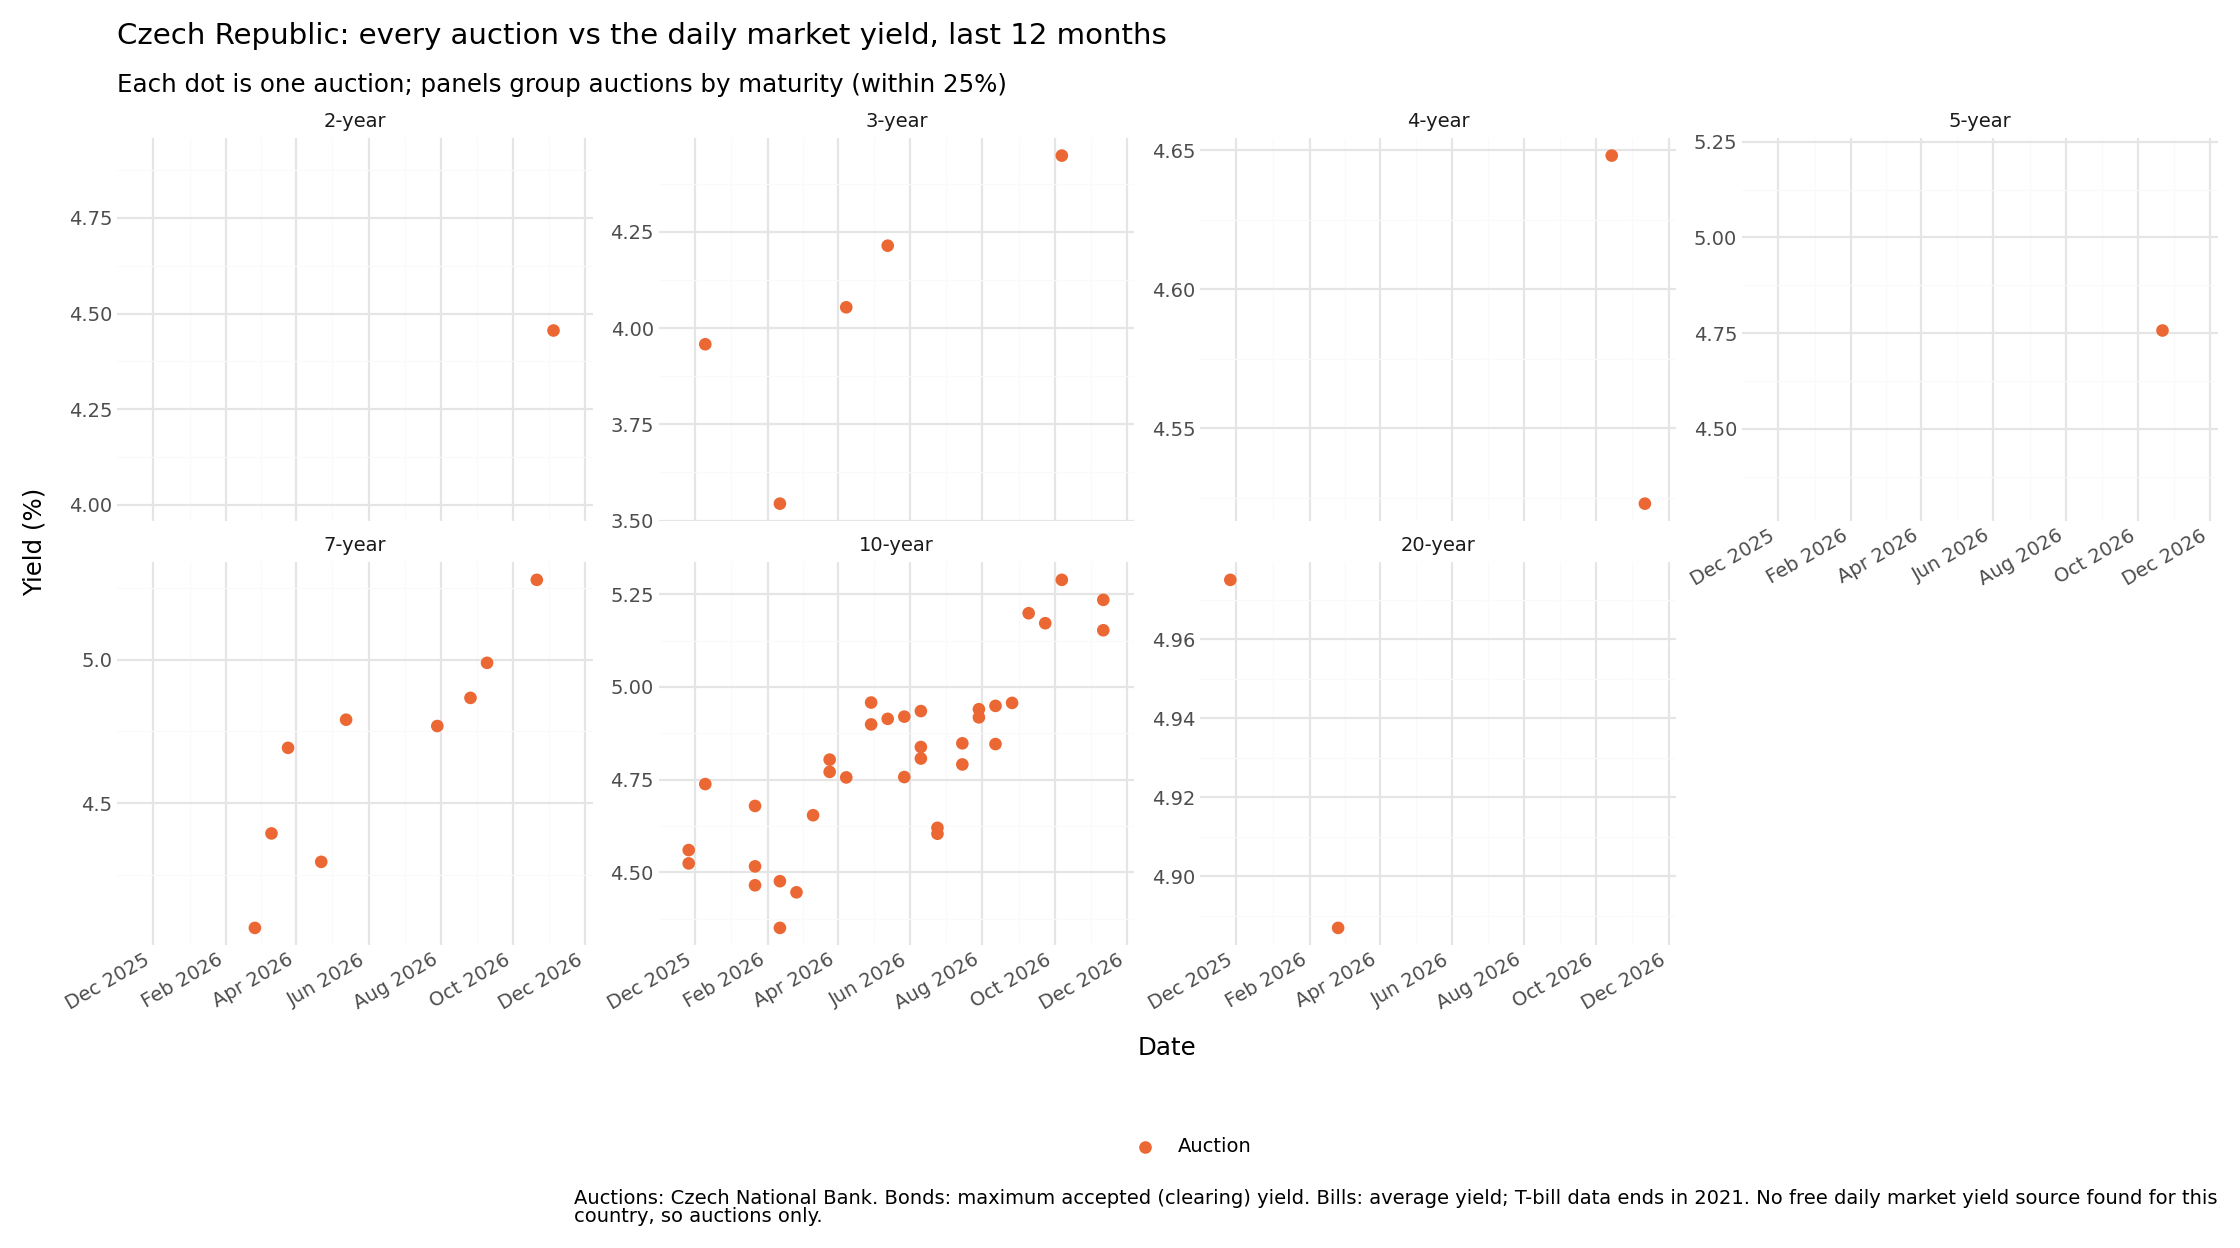 Czech Republic: every auction vs the daily market yield, last 12 months
Each dot is one auction; panels group auctions by maturity (within 25%)
2-year
3-year
4-year
5-year
4.75
4.50
4.25
4.00
4.25
4.00
3.75
3.50
4.65
4.60
4.55
5.25
5.00
4.75
4.50
Dec 2025
Feb 2026
Apr 2026
Jun 2026
Aug 2026
Oct 2026
Dec 2026
Yield (%)
7-year
10-year
20-year
5.0
4.5
5.25
5.00
4.75
4.50
4.96
4.94
4.92
4.90
Dec 2025
Feb 2026
Apr 2026
Jun 2026
Aug 2026
Oct 2026
Dec 2026
Dec 2025
Feb 2026
Apr 2026
Jun 2026
Aug 2026
Oct 2026
Dec 2026
Dec 2025
Feb 2026
Apr 2026
Jun 2026
Aug 2026
Oct 2026
Dec 2026
Date
Auction
Auctions: Czech National Bank. Bonds: maximum accepted (clearing) yield. Bills: average yield; T-bill data ends in 2021. No free daily market yield source found for this
country, so auctions only.